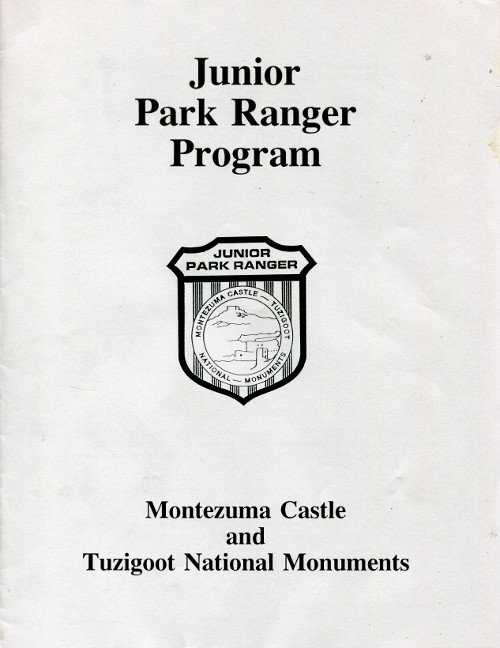 Junior
Park Ranger
Program
JUNIOR
PARK RANGER
MONTEZUMA CASTLE — TUZIGOOT
NATIONAL — MONUMENTS
Montezuma Castle
and
Tuzigoot National Monuments